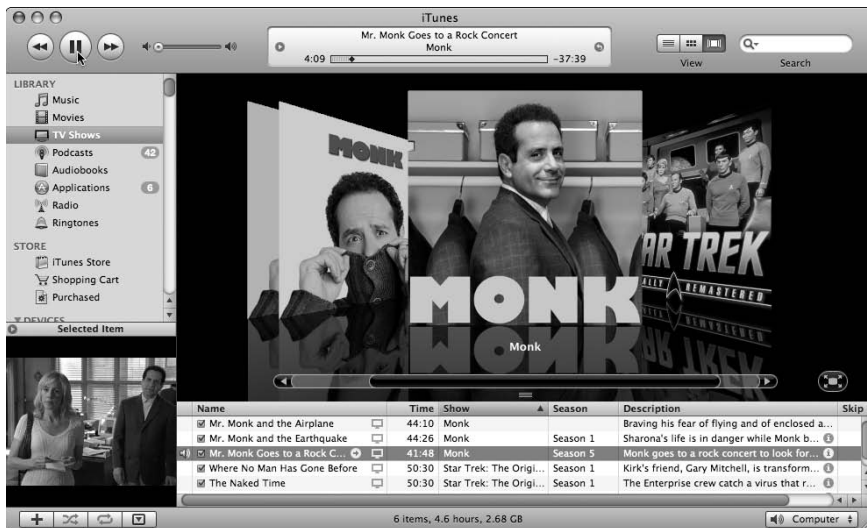 iTunes
Mr. Monk Goes to a Rock Concert
Monk
4:09 -37:39
View Search
LIBRARY
Music
Movies
TV Shows
Podcasts 42
Audiobooks
Applications 6
Radio
Ringtones
STORE
iTunes Store
Shopping Cart
Purchased
DEVICES
Selected Item
MONK
MONK
AR TREK
ALLY REMASTERED
Monk
Name Time Show Season Description Skip
Mr. Monk and the Airplane 44:10 Monk Braving his fear of flying and of enclosed a...
Mr. Monk and the Earthquake 44:26 Monk Season 1 Sharona's life is in danger while Monk b...
Mr. Monk Goes to a Rock C... 41:48 Monk Season 5 Monk goes to a rock concert to look for...
Where No Man Has Gone Before 50:30 Star Trek: The Origi... Season 1 Kirk's friend, Gary Mitchell, is transform...
The Naked Time 50:30 Star Trek: The Origi... Season 1 The Enterprise crew catch a virus that r...
6 items, 4.6 hours, 2.68 GB
Computer